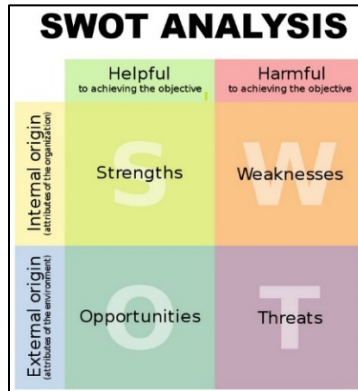 SWOT ANALYSIS
Helpful
to achieving the objective
Harmful
to achieving the objective
Internal origin
(attributes of the organization)
S
Strengths
W
Weaknesses
External origin
(attributes of the environment)
O
Opportunities
T
Threats